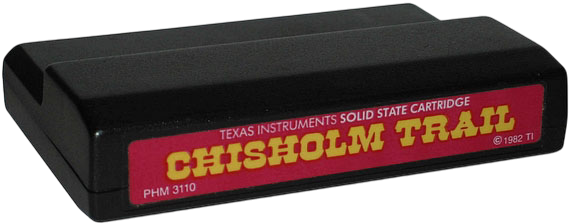 TEXAS INSTRUMENTS SOLID STATE CARTRIDGE
CHISHOLM TRAIL
© 1982 TI
PHM 3110